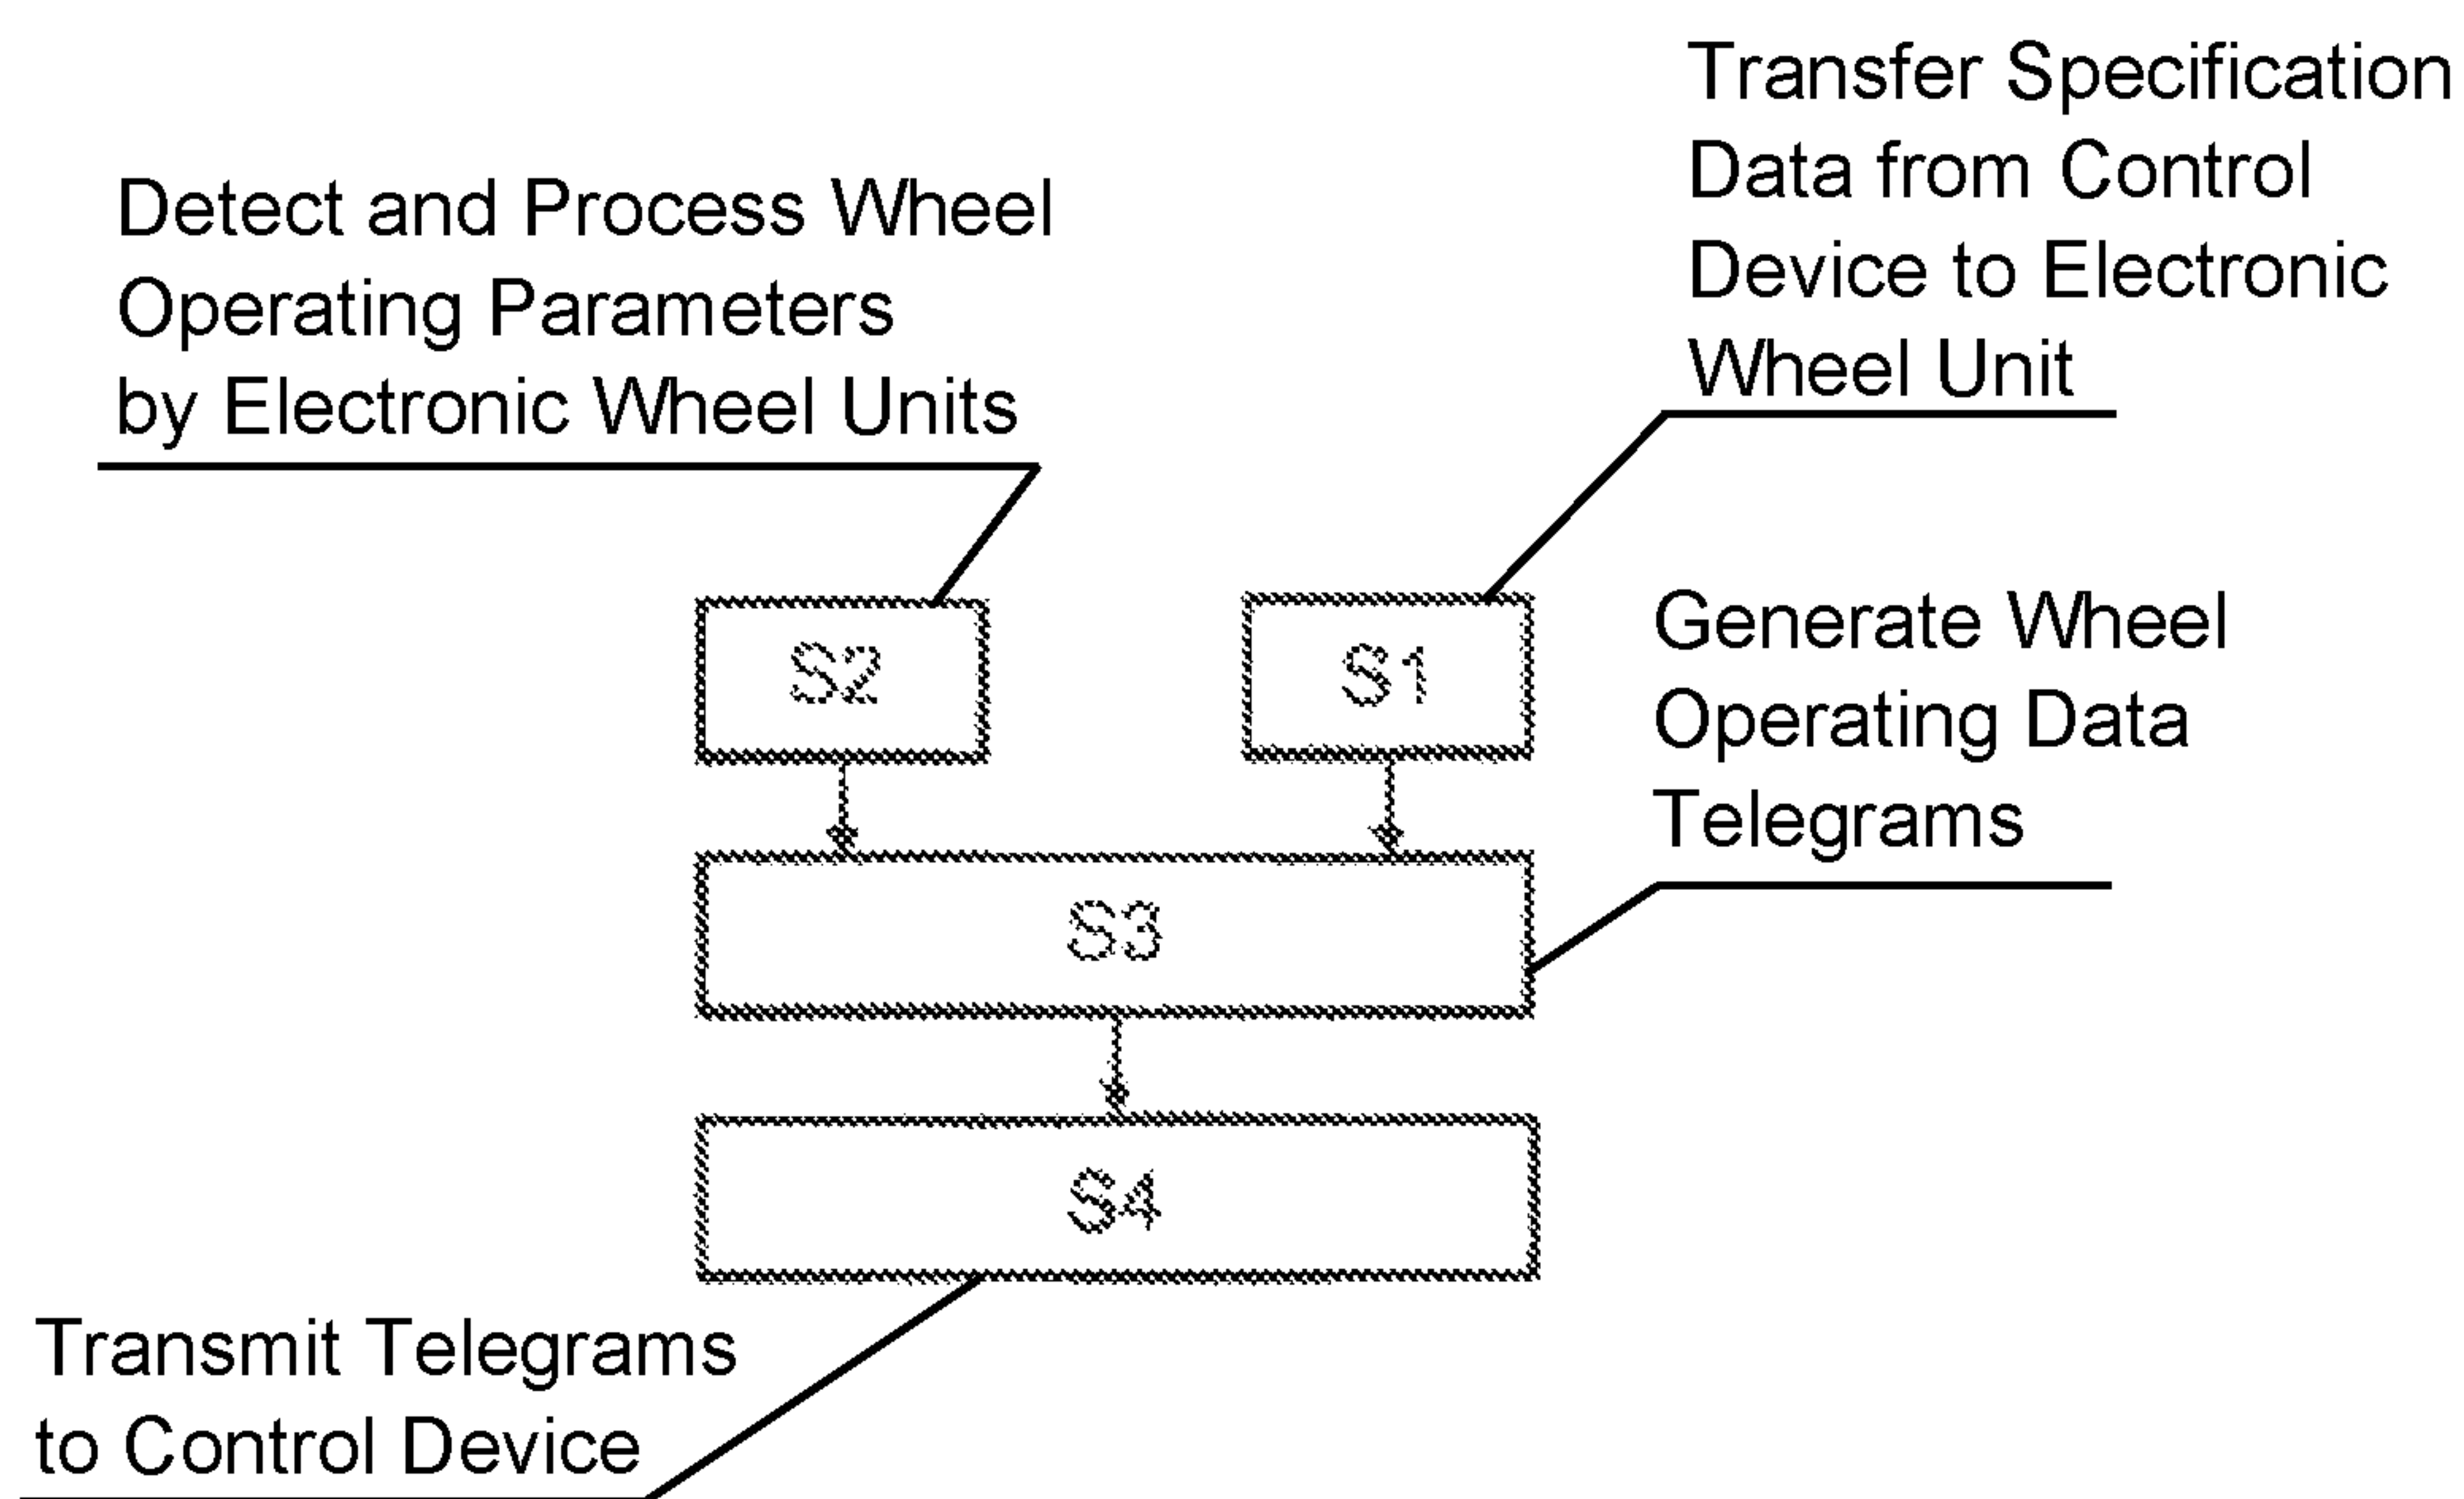 Transfer Specification
Data from Control
Device to Electronic
Wheel Unit
Detect and Process Wheel
Operating Parameters
by Electronic Wheel Units
S2
S1
Generate Wheel
Operating Data
Telegrams
S3
S4
Transmit Telegrams
to Control Device